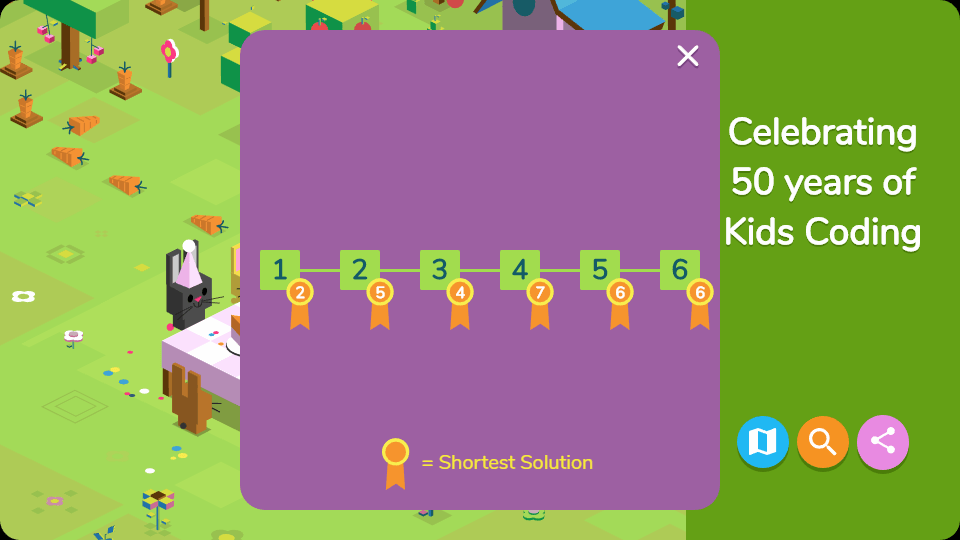 Celebrating
50 years of
Kids Coding
1 2 3 4 5 6
2 5 4 7 6 6
= Shortest Solution